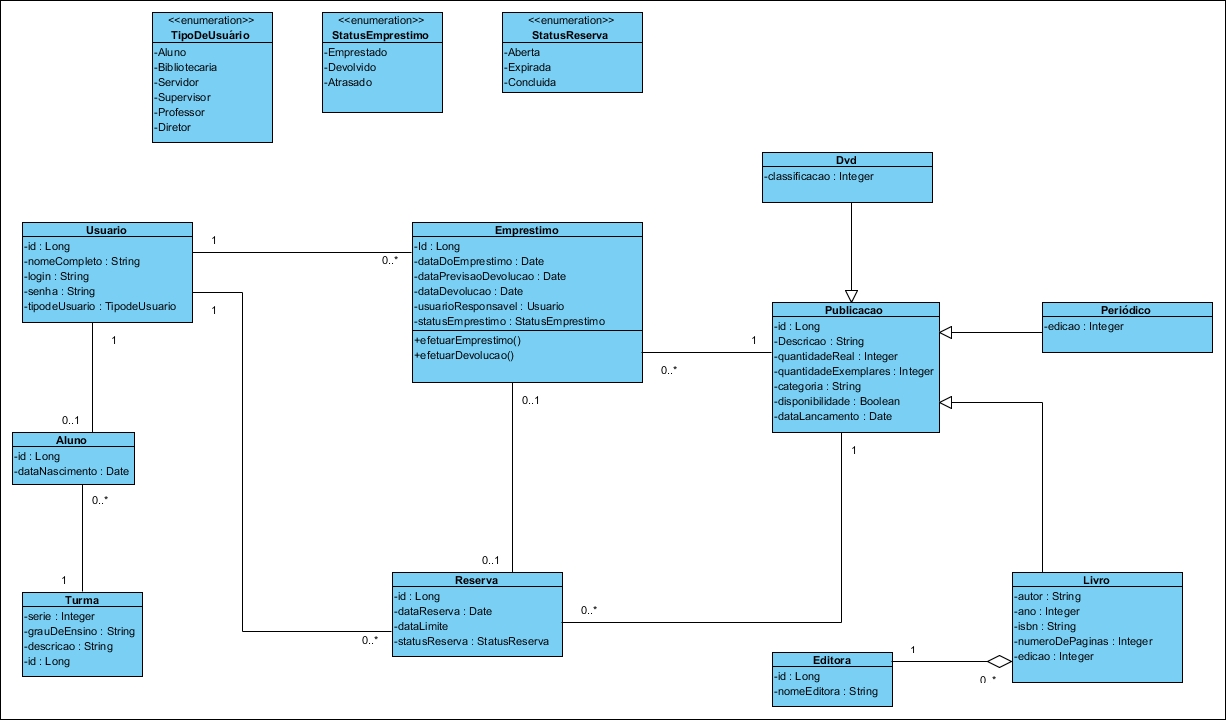 <<enumeration>>
TipoDeUsuário
-Aluno
-Bibliotecaria
-Servidor
-Supervisor
-Professor
-Diretor
<<enumeration>>
StatusEmprestimo
-Emprestado
-Devolvido
-Atrasado
<<enumeration>>
StatusReserva
-Aberta
-Expirada
-Concluida
Dvd
-classificacao : Integer
Usuario
-id : Long
-nomeCompleto : String
-login : String
-senha : String
-tipodeUsuario : TipodeUsuario
1
0..*
1
1
0..1
Emprestimo
-Id : Long
-dataDoEmprestimo : Date
-dataPrevisaoDevolucao : Date
-dataDevolucao : Date
-usuarioResponsavel : Usuario
-statusEmprestimo : StatusEmprestimo
+efetuarEmprestimo()
+efetuarDevolucao()
1
0..*
0..1
Publicacao
-id : Long
-Descricao : String
-quantidadeReal : Integer
-quantidadeExemplares : Integer
-categoria : String
-disponibilidade : Boolean
-dataLancamento : Date
1
Periódico
-edicao : Integer
Aluno
-id : Long
-dataNascimento : Date
0..*
1
Turma
-serie : Integer
-grauDeEnsino : String
-descricao : String
-id : Long
0..1
Reserva
-id : Long
-dataReserva : Date
-dataLimite
-statusReserva : StatusReserva
0..*
0..*
Livro
-autor : String
-ano : Integer
-isbn : String
-numeroDePaginas : Integer
-edicao : Integer
Editora
-id : Long
-nomeEditora : String
1
0..*